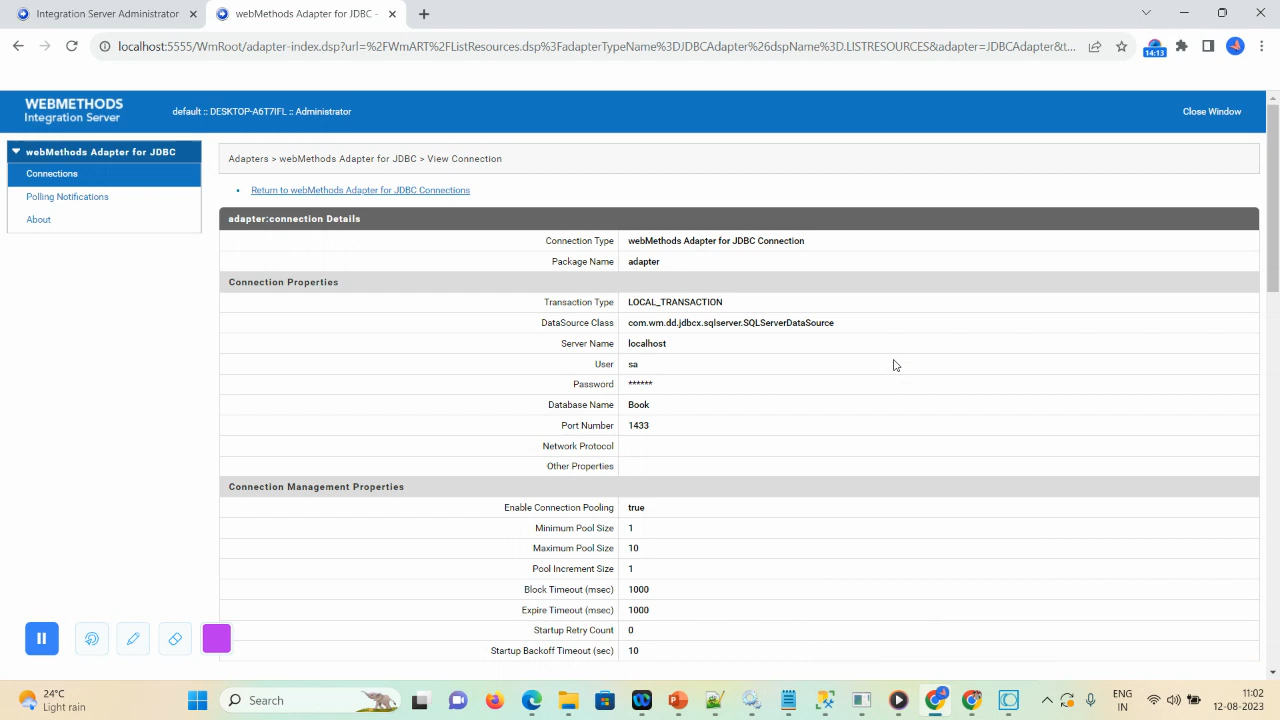 Integration Server Administrator
webMethods Adapter for JDBC -
localhost:5555/WmRoot/adapter-index.dsp?url=%2FWmART%2FListResources.dsp%3FadapterTypeName%3DJDBCAdapter%26dspName%3D.LISTRESOURCES&adapter=JDBCAdapter&t...
14:13
WEBMETHODS
Integration Server
default :: DESKTOP-A6T7IFL :: Administrator
Close Window
webMethods Adapter for JDBC
Connections
Polling Notifications
About
Adapters > webMethods Adapter for JDBC > View Connection
Return to webMethods Adapter for JDBC Connections
adapter:connection Details
Connection Type webMethods Adapter for JDBC Connection
Package Name adapter
Connection Properties
Transaction Type LOCAL_TRANSACTION
DataSource Class com.wm.dd.jdbcx.sqlserver.SQLServerDataSource
Server Name localhost
User sa
Password ******
Database Name Book
Port Number 1433
Network Protocol
Other Properties
Connection Management Properties
Enable Connection Pooling true
Minimum Pool Size 1
Maximum Pool Size 10
Pool Increment Size 1
Block Timeout (msec) 1000
Expire Timeout (msec) 1000
Startup Retry Count 0
Startup Backoff Timeout (sec) 10
24°C
Light rain
Search
ENG
IN
11:02
12-08-2023